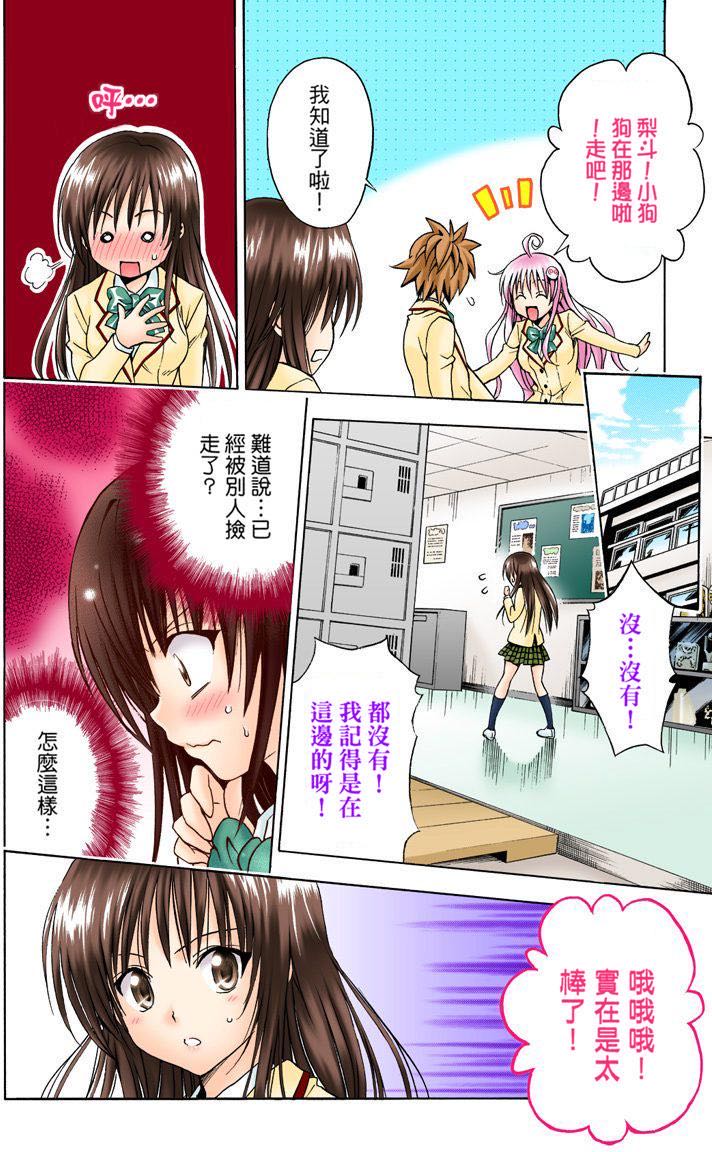 梨斗！小
狗在那邊啦
！走吧！
我知道了啦！
呼…
沒…沒有！
都沒有！
我記得是在
這邊的呀！
難道說…已
經被別人撿
走了？
怎麼這樣…
哦哦哦！
實在是太
棒了！